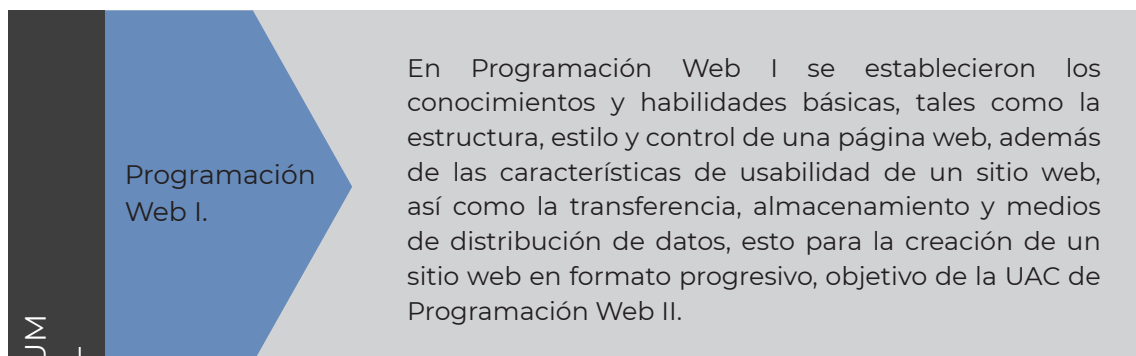 Programación
Web I.
En Programación Web I se establecieron los
conocimientos y habilidades básicas, tales como la
estructura, estilo y control de una página web, además
de las características de usabilidad de un sitio web,
así como la transferencia, almacenamiento y medios
de distribución de datos, esto para la creación de un
sitio web en formato progresivo, objetivo de la UAC de
Programación Web II.